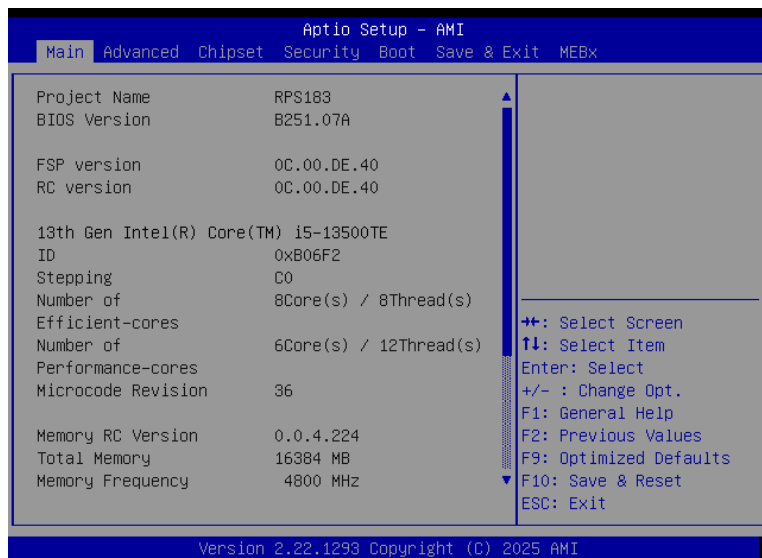 Aptio Setup – AMI
Main Advanced Chipset Security Boot Save & Exit MEBx
Project Name RPS183
BIOS Version B251.07A
FSP version 0C.00.DE.40
RC version 0C.00.DE.40
13th Gen Intel(R) Core(TM) i5-13500TE
ID 0xB06F2
Stepping C0
Number of 8Core(s) / 8Thread(s)
Efficient-cores
Number of 6Core(s) / 12Thread(s)
Performance-cores
Microcode Revision 36
Memory RC Version 0.0.4.224
Total Memory 16384 MB
Memory Frequency 4800 MHz
→←: Select Screen
↑↓: Select Item
Enter: Select
+/- : Change Opt.
F1: General Help
F2: Previous Values
F9: Optimized Defaults
F10: Save & Reset
ESC: Exit
Version 2.22.1293 Copyright (C) 2025 AMI